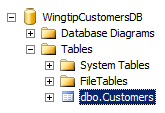 WingtipCustomersDB
Database Diagrams
Tables
System Tables
FileTables
dbo.Customers